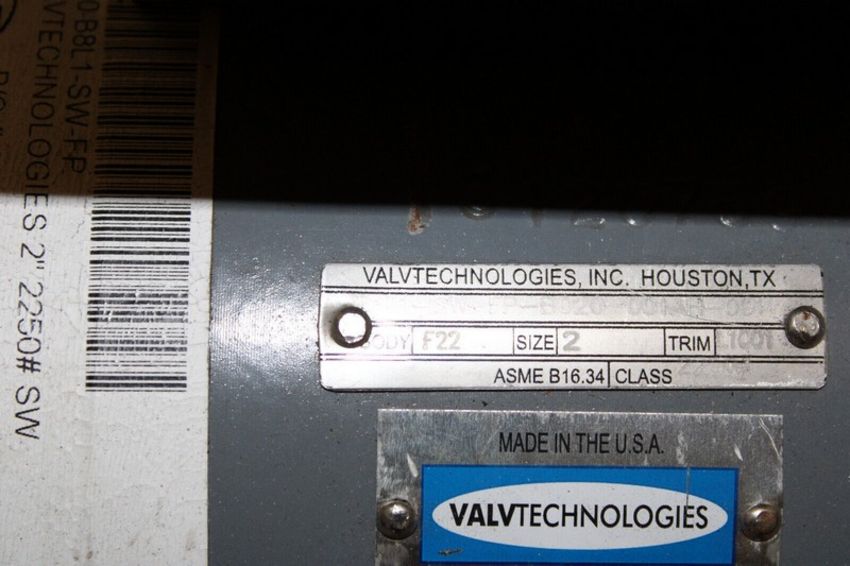 0-B8L1-SW-FP
VTECHNOLOGIES 2" 2250# SW
VALVTECHNOLOGIES, INC. HOUSTON,TX
BODY F22 SIZE 2 TRIM
ASME B16.34 CLASS
MADE IN THE U.S.A.
VALVTECHNOLOGIES